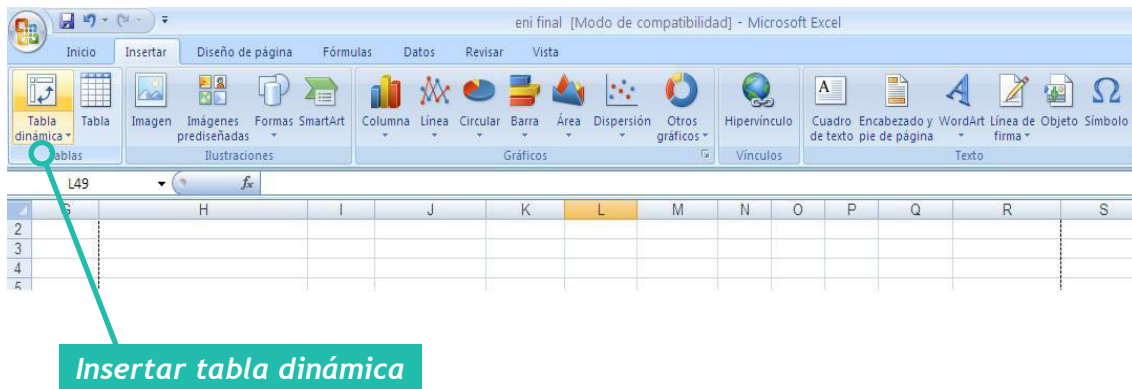 eni final [Modo de compatibilidad] - Microsoft Excel
Inicio Insertar Diseño de página Fórmulas Datos Revisar Vista
Tabla dinámica Tabla Imagen Imágenes prediseñadas Formas SmartArt Columna Línea Circular Barra Área Dispersión Otros gráficos Hipervínculo Cuadro de texto Encabezado y pie de página WordArt Línea de firma Objeto Símbolo
Tablas Ilustraciones Gráficos Vínculos Texto
L49 fx
G H I J K L M N O P Q R S
2
3
4
5
Insertar tabla dinámica